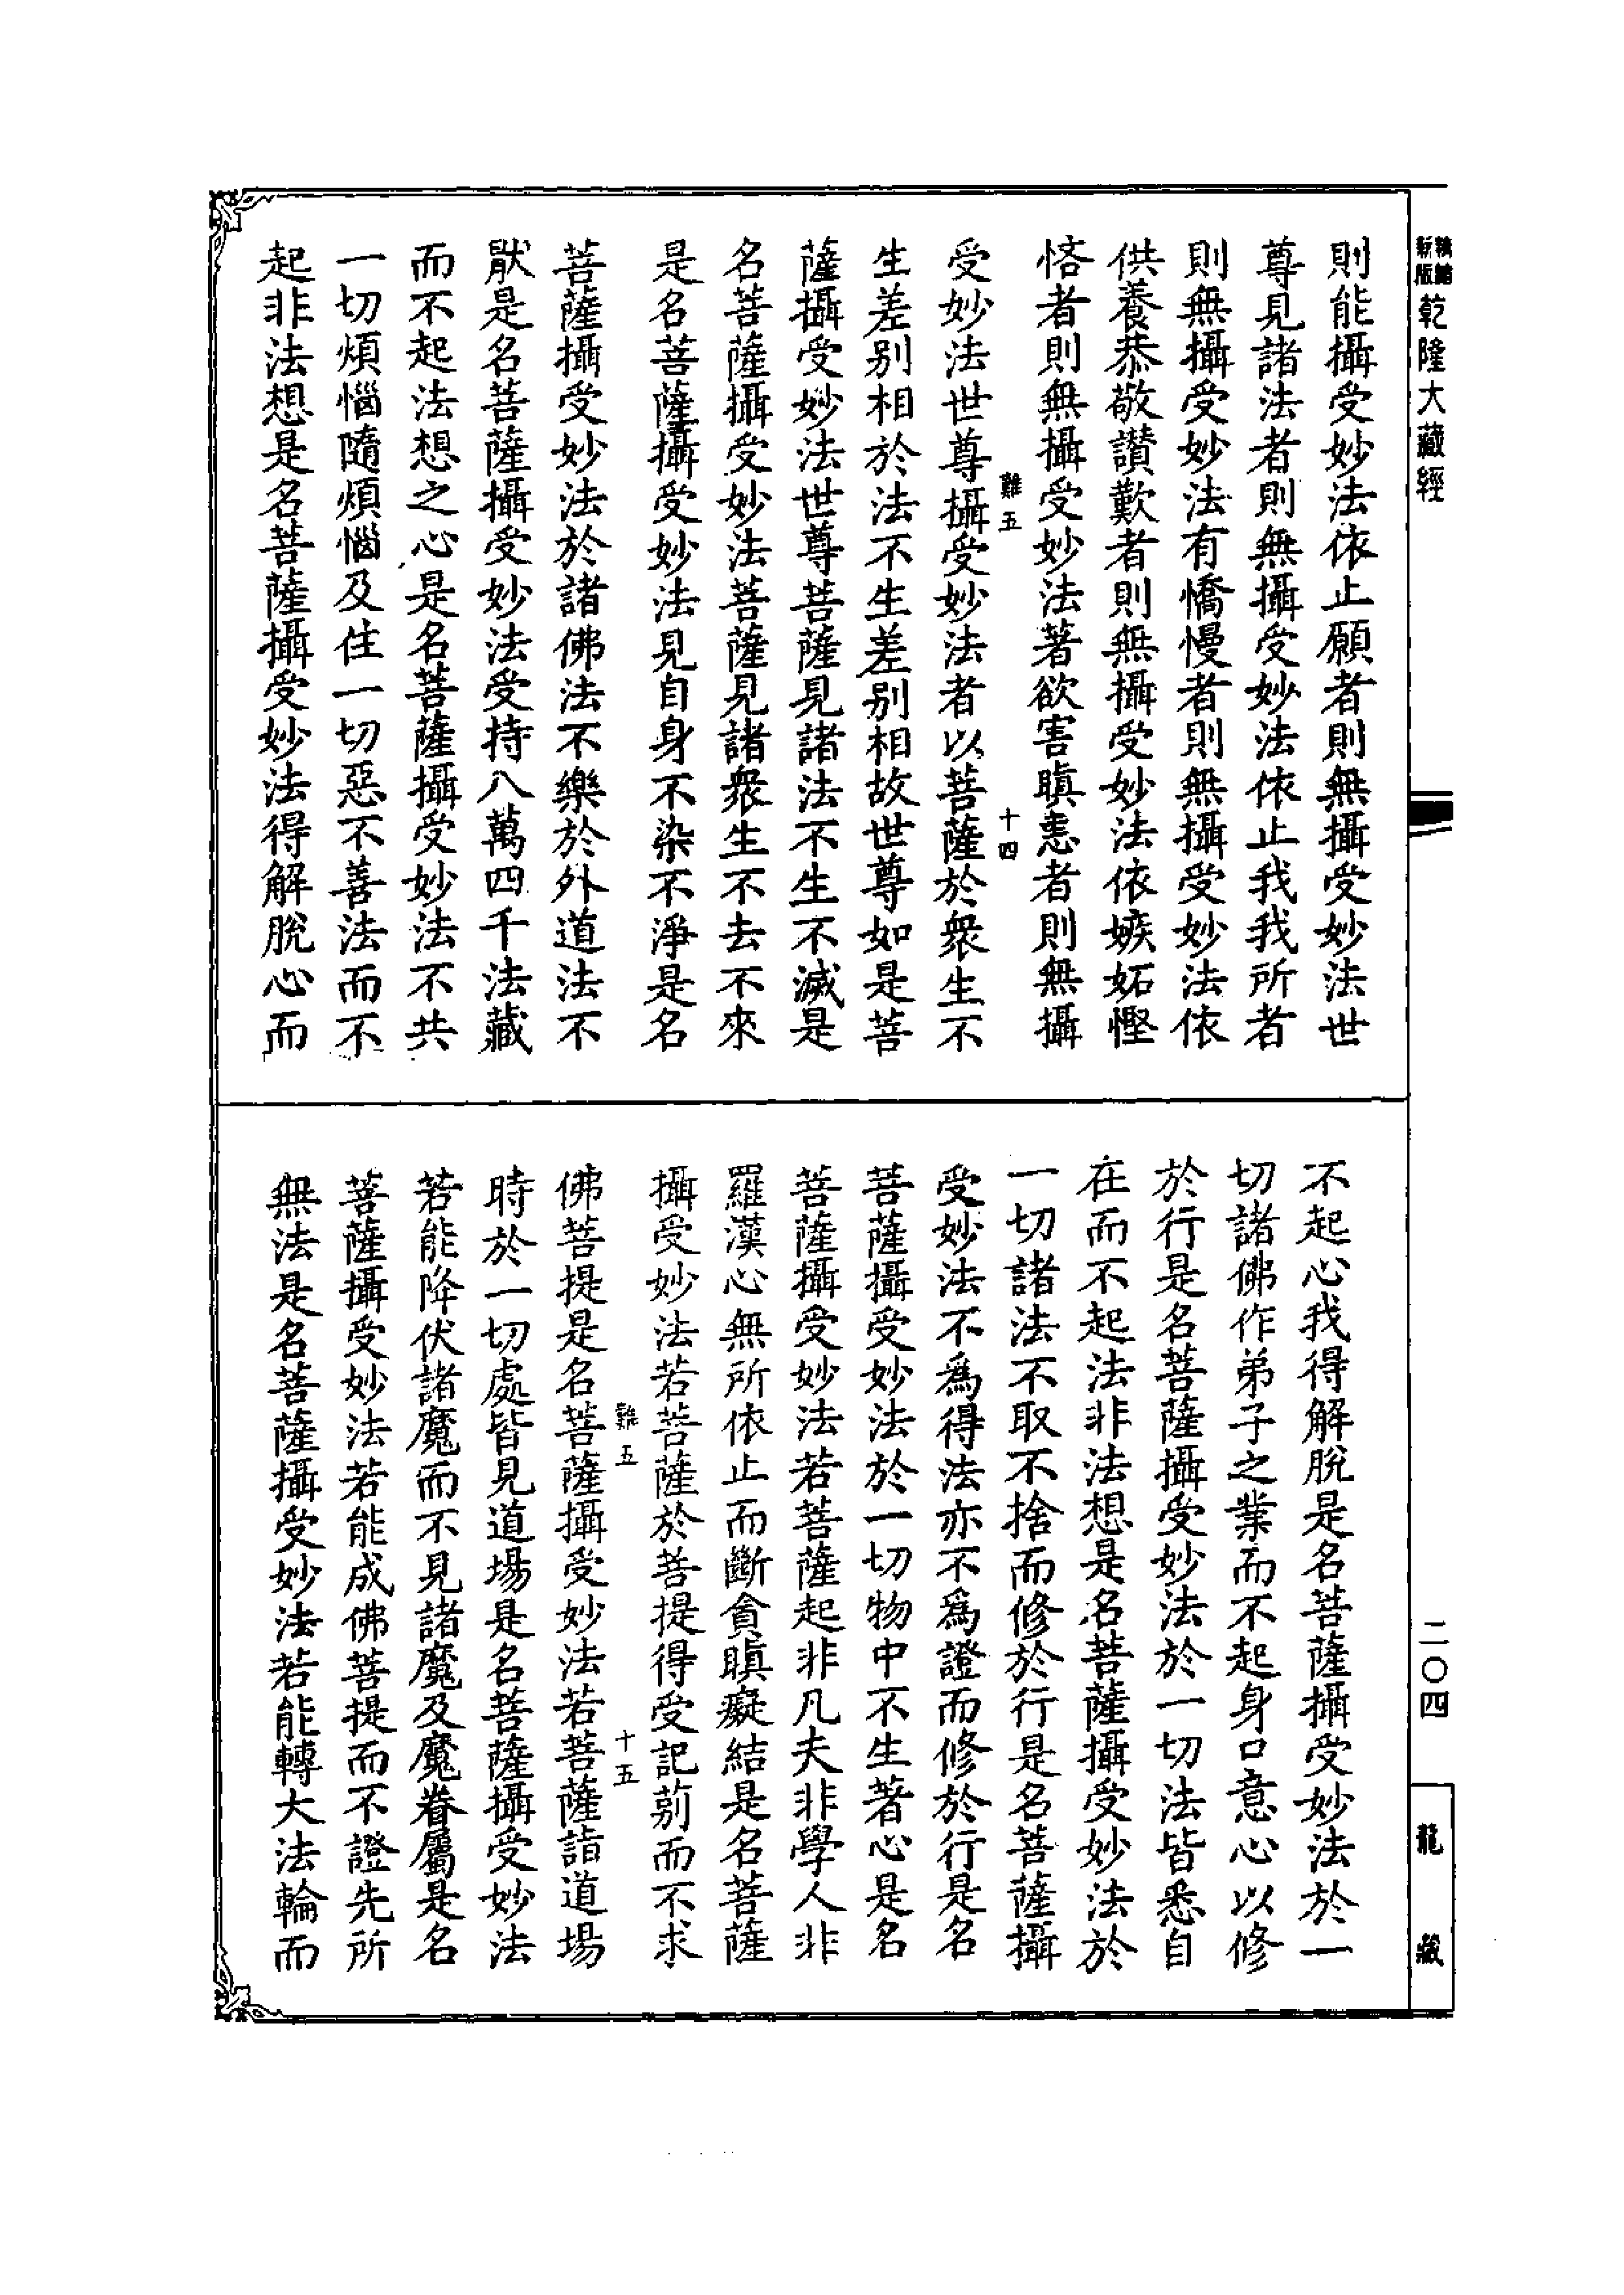 新版
精縮
乾隆大藏經
則能攝受妙法依止願者則無攝受妙法世
尊見諸法者則無攝受妙法依止我我所者
則無攝受妙法有憍慢者則無攝受妙法依
供養恭敬讃歎者則無攝受妙法依嫉妬慳
悋者則無攝受妙法著欲害瞋恚者則無攝
難五 十四
受妙法世尊攝受妙法者以菩薩於衆生不
生差别相於法不生差别相故世尊如是菩
薩攝受妙法世尊菩薩見諸法不生不滅是
名菩薩攝受妙法菩薩見諸衆生不去不來
是名菩薩攝受妙法見自身不染不淨是名
菩薩攝受妙法於諸佛法不樂於外道法不
厭是名菩薩攝受妙法受持八萬四千法藏
而不起法想之心是名菩薩攝受妙法不共
一切煩惱隨煩惱及住一切惡不善法而不
起非法想是名菩薩攝受妙法得解脫心而
不起心我得解脫是名菩薩攝受妙法於一
切諸佛作弟子之業而不起身口意心以修
於行是名菩薩攝受妙法於一切法皆悉自
在而不起法非法想是名菩薩攝受妙法於
一切諸法不取不捨而修於行是名菩薩攝
受妙法不爲得法亦不爲證而修於行是名
菩薩攝受妙法於一切物中不生著心是名
菩薩攝受妙法若菩薩起非凡夫非學人非
羅漢心無所依止而斷貪瞋癡結是名菩薩
攝受妙法若菩薩於菩提得受記莂而不求
難五 十五
佛菩提是名菩薩攝受妙法若菩薩詣道場
時於一切處皆見道場是名菩薩攝受妙法
若能降伏諸魔而不見諸魔及魔眷屬是名
菩薩攝受妙法若能成佛菩提而不證先所
無法是名菩薩攝受妙法若能轉大法輪而
二〇四
龍藏